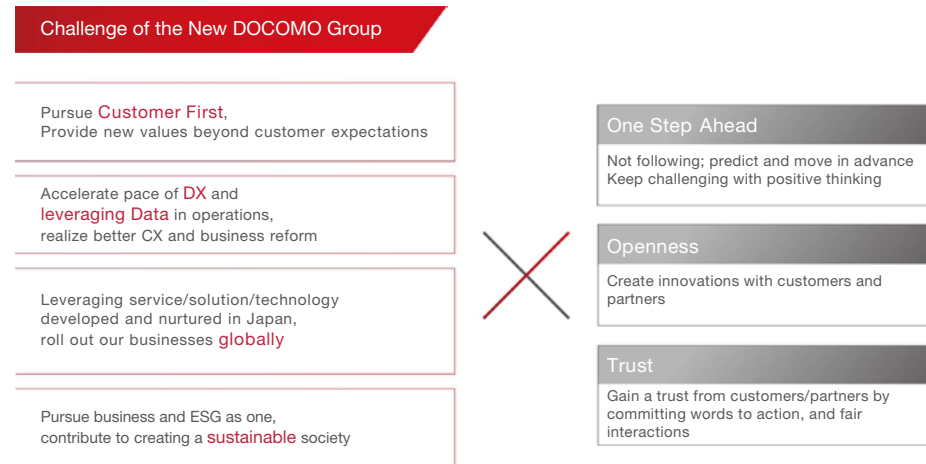 Challenge of the New DOCOMO Group
Pursue Customer First,
Provide new values beyond customer expectations
Accelerate pace of DX and
leveraging Data in operations,
realize better CX and business reform
Leveraging service/solution/technology
developed and nurtured in Japan,
roll out our businesses globally
Pursue business and ESG as one,
contribute to creating a sustainable society
One Step Ahead
Not following; predict and move in advance
Keep challenging with positive thinking
Openness
Create innovations with customers and
partners
Trust
Gain a trust from customers/partners by
committing words to action, and fair
interactions